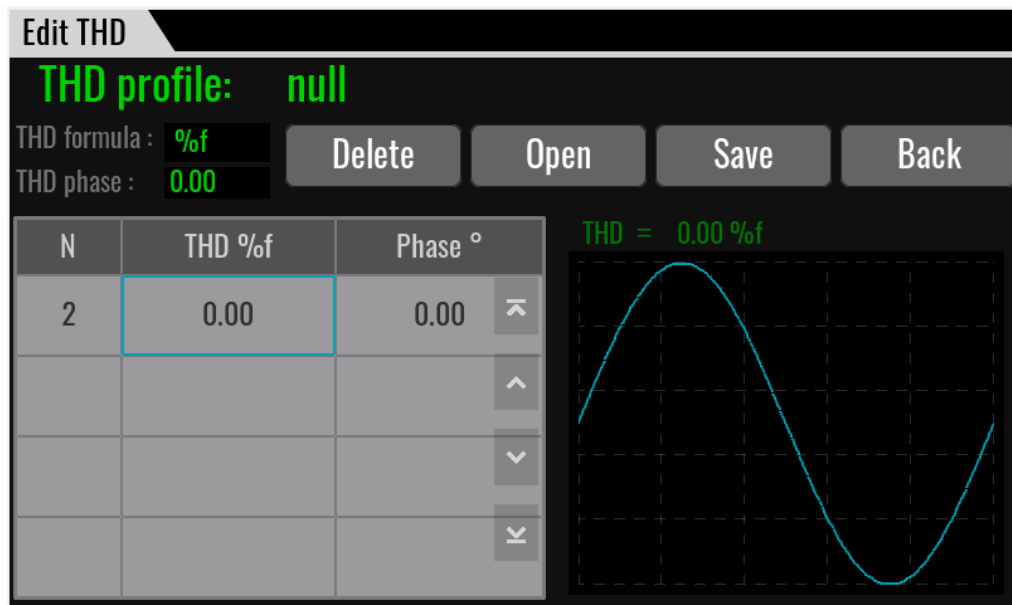 Edit THD
THD profile: null
THD formula : %f
THD phase : 0.00
Delete Open Save Back
N THD %f Phase °
2 0.00 0.00
THD = 0.00 %f